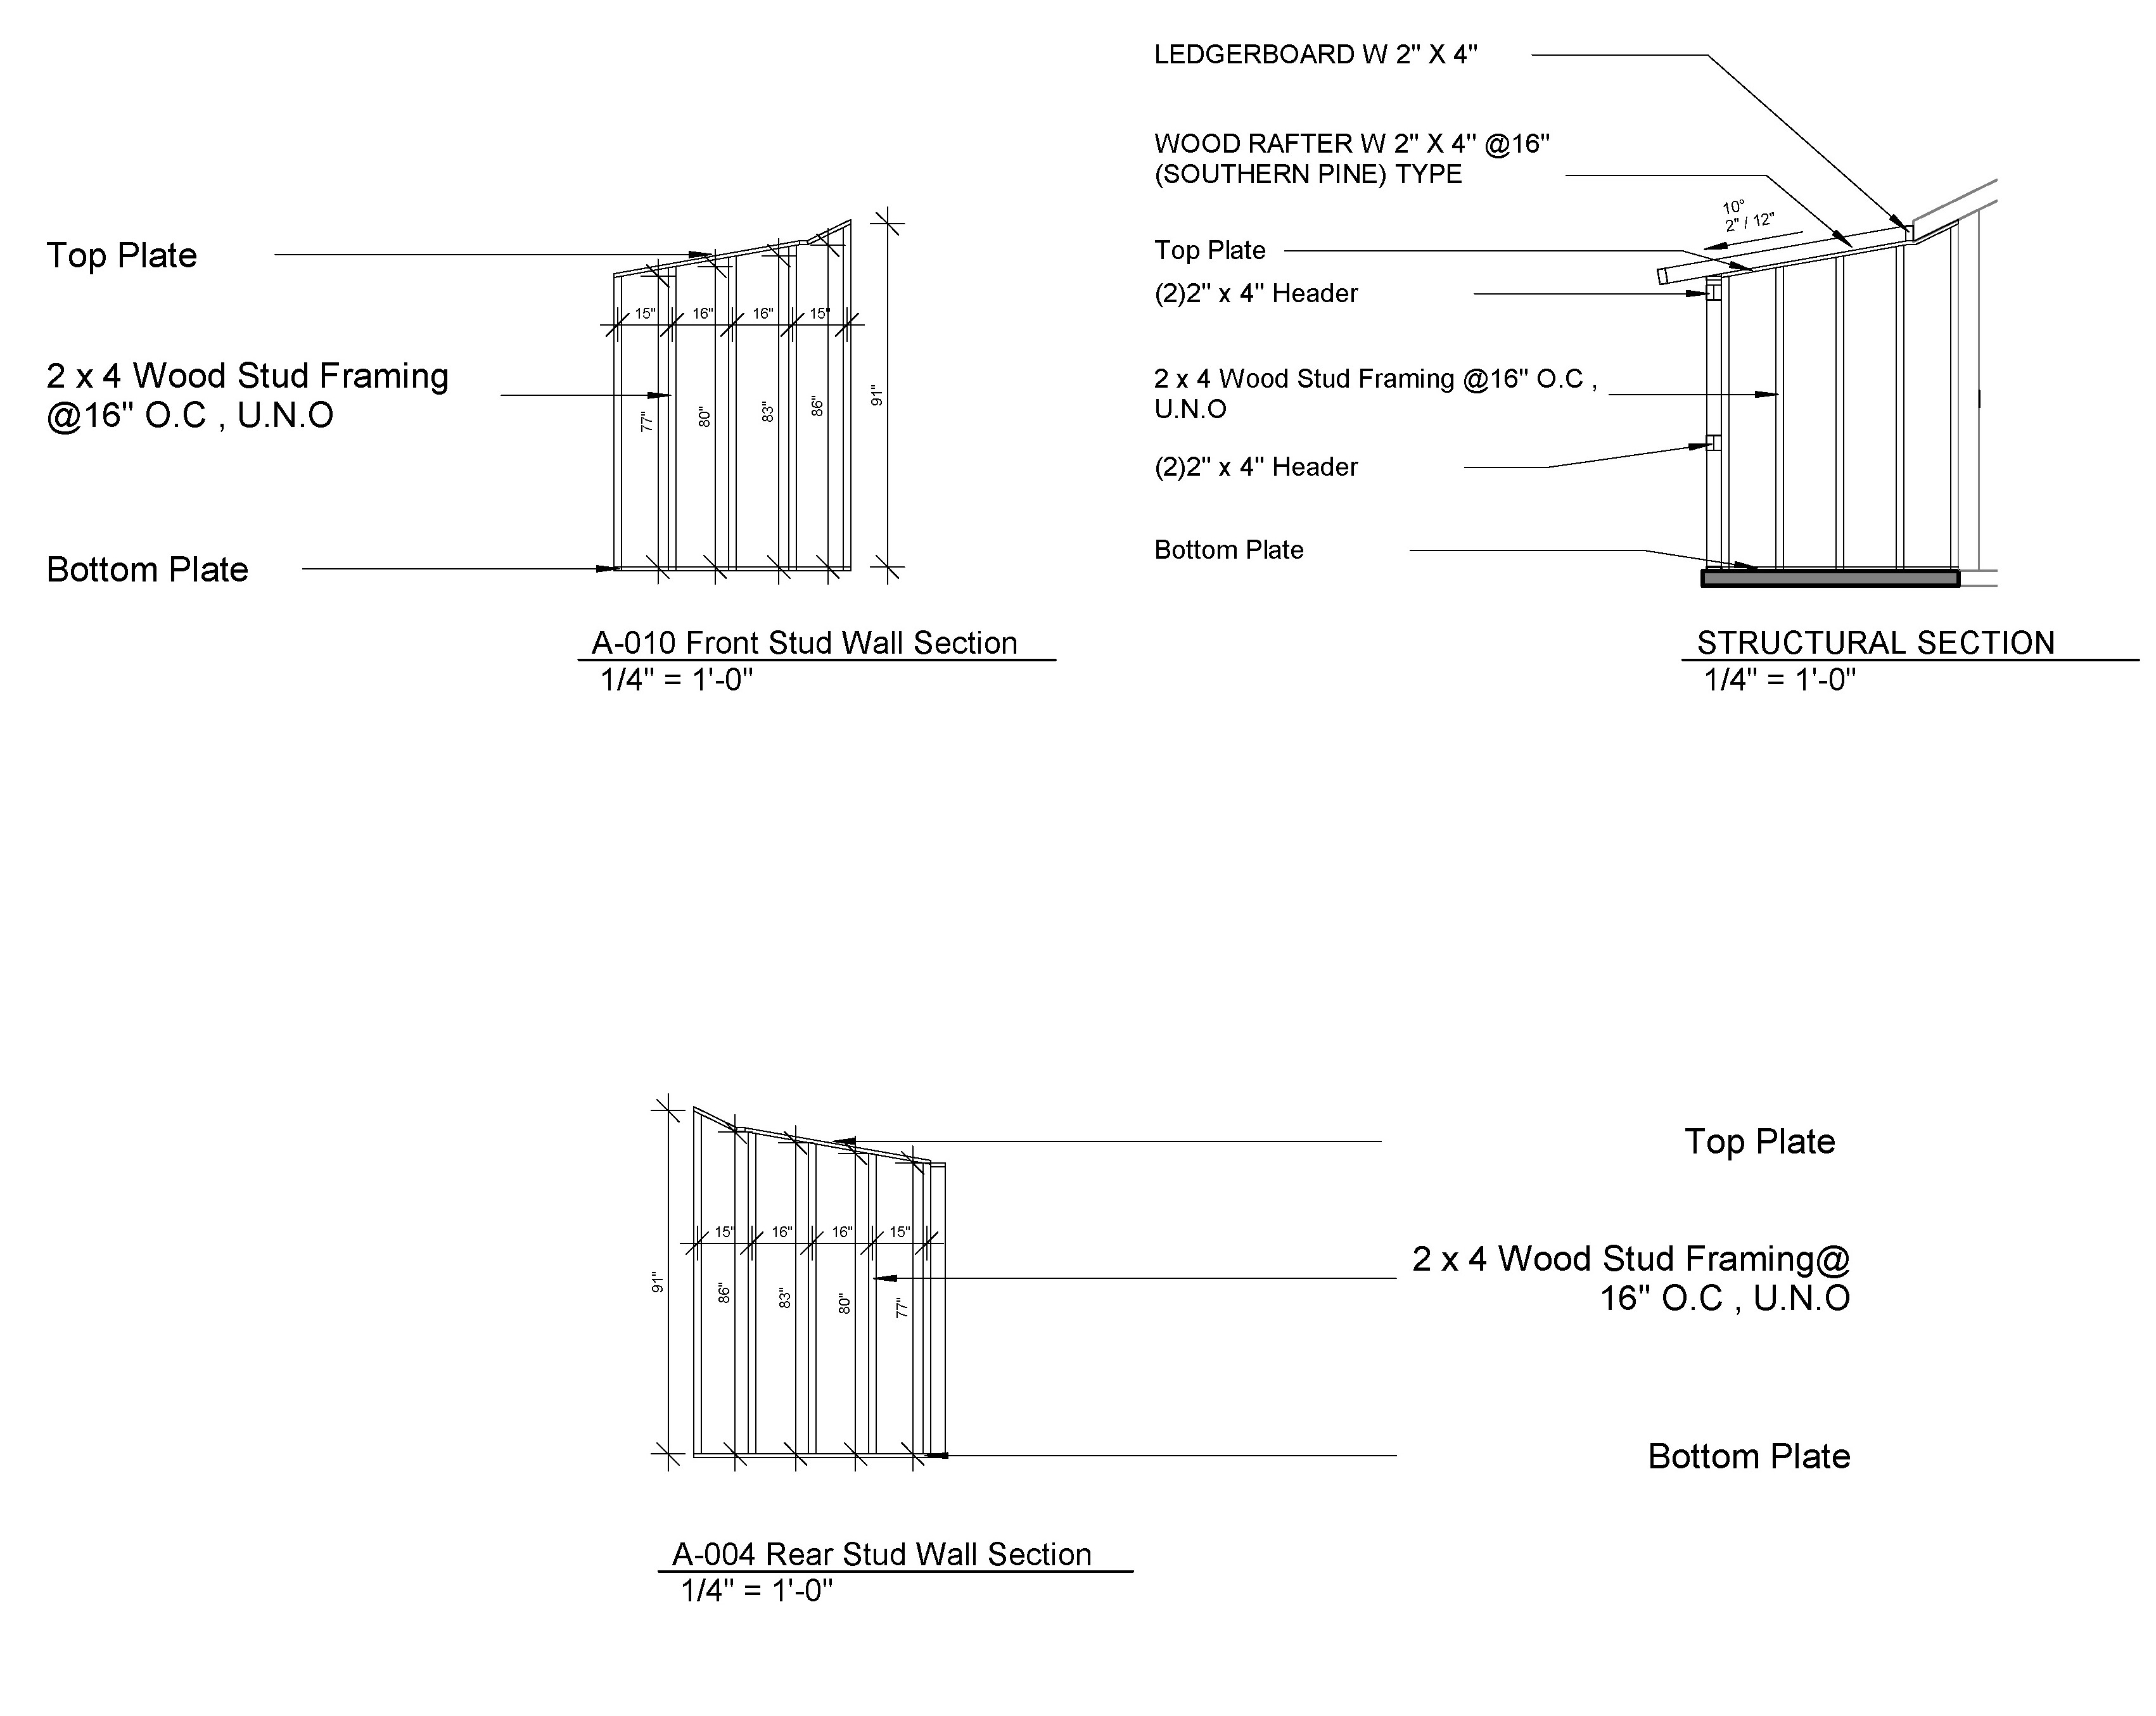 LEDGERBOARD W 2" X 4"
WOOD RAFTER W 2" X 4" @16"
(SOUTHERN PINE) TYPE
10°
2" / 12"
Top Plate
(2)2" x 4" Header
2 x 4 Wood Stud Framing @16" O.C ,
U.N.O
(2)2" x 4" Header
Bottom Plate
STRUCTURAL SECTION
1/4" = 1'-0"
Top Plate
2 x 4 Wood Stud Framing
@16" O.C , U.N.O
Bottom Plate
15" 16" 16" 15"
77" 80" 83" 86" 91"
A-010 Front Stud Wall Section
1/4" = 1'-0"
Top Plate
2 x 4 Wood Stud Framing@
16" O.C , U.N.O
Bottom Plate
15" 16" 16" 15"
91" 86" 83" 80" 77"
A-004 Rear Stud Wall Section
1/4" = 1'-0"